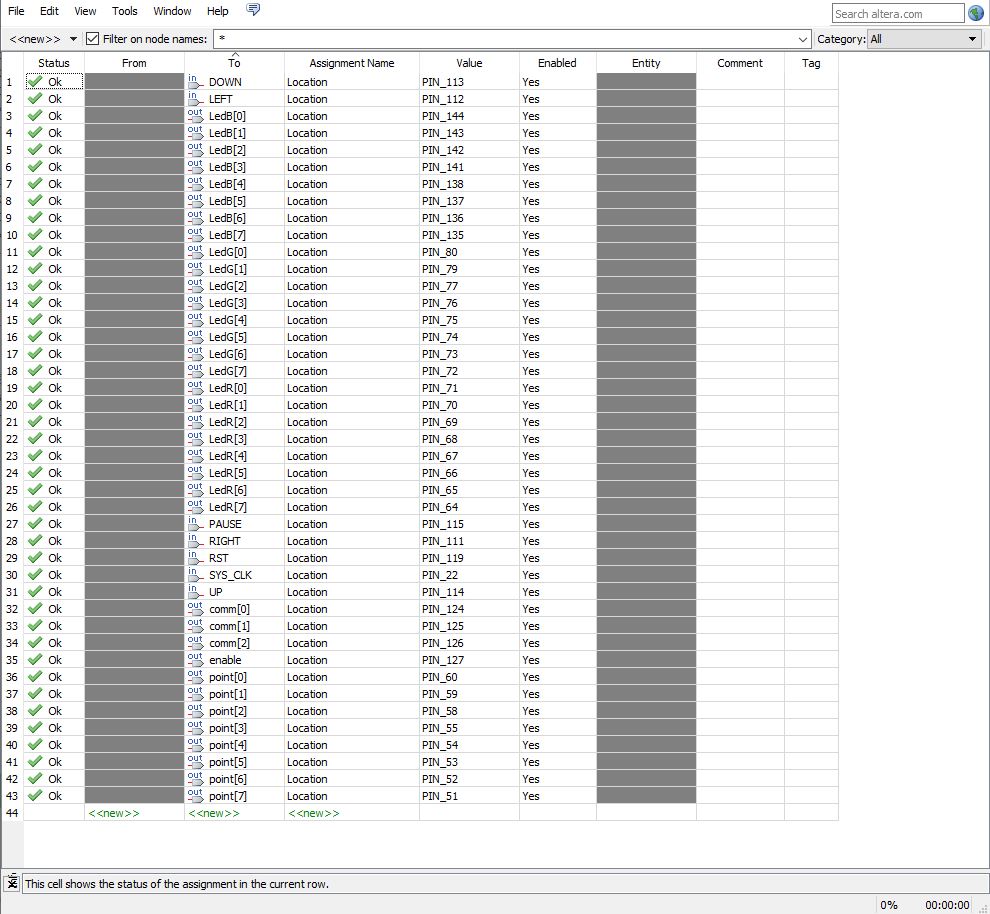 File Edit View Tools Window Help Search altera.com
<<new>> Filter on node names: * Category: All
Status From To Assignment Name Value Enabled Entity Comment Tag
1 Ok in DOWN Location PIN_113 Yes
2 Ok in LEFT Location PIN_112 Yes
3 Ok out LedB[0] Location PIN_144 Yes
4 Ok out LedB[1] Location PIN_143 Yes
5 Ok out LedB[2] Location PIN_142 Yes
6 Ok out LedB[3] Location PIN_141 Yes
7 Ok out LedB[4] Location PIN_138 Yes
8 Ok out LedB[5] Location PIN_137 Yes
9 Ok out LedB[6] Location PIN_136 Yes
10 Ok out LedB[7] Location PIN_135 Yes
11 Ok out LedG[0] Location PIN_80 Yes
12 Ok out LedG[1] Location PIN_79 Yes
13 Ok out LedG[2] Location PIN_77 Yes
14 Ok out LedG[3] Location PIN_76 Yes
15 Ok out LedG[4] Location PIN_75 Yes
16 Ok out LedG[5] Location PIN_74 Yes
17 Ok out LedG[6] Location PIN_73 Yes
18 Ok out LedG[7] Location PIN_72 Yes
19 Ok out LedR[0] Location PIN_71 Yes
20 Ok out LedR[1] Location PIN_70 Yes
21 Ok out LedR[2] Location PIN_69 Yes
22 Ok out LedR[3] Location PIN_68 Yes
23 Ok out LedR[4] Location PIN_67 Yes
24 Ok out LedR[5] Location PIN_66 Yes
25 Ok out LedR[6] Location PIN_65 Yes
26 Ok out LedR[7] Location PIN_64 Yes
27 Ok in PAUSE Location PIN_115 Yes
28 Ok in RIGHT Location PIN_111 Yes
29 Ok in RST Location PIN_119 Yes
30 Ok in SYS_CLK Location PIN_22 Yes
31 Ok in UP Location PIN_114 Yes
32 Ok out comm[0] Location PIN_124 Yes
33 Ok out comm[1] Location PIN_125 Yes
34 Ok out comm[2] Location PIN_126 Yes
35 Ok out enable Location PIN_127 Yes
36 Ok out point[0] Location PIN_60 Yes
37 Ok out point[1] Location PIN_59 Yes
38 Ok out point[2] Location PIN_58 Yes
39 Ok out point[3] Location PIN_55 Yes
40 Ok out point[4] Location PIN_54 Yes
41 Ok out point[5] Location PIN_53 Yes
42 Ok out point[6] Location PIN_52 Yes
43 Ok out point[7] Location PIN_51 Yes
44 <<new>> <<new>> <<new>>
This cell shows the status of the assignment in the current row.
0% 00:00:00